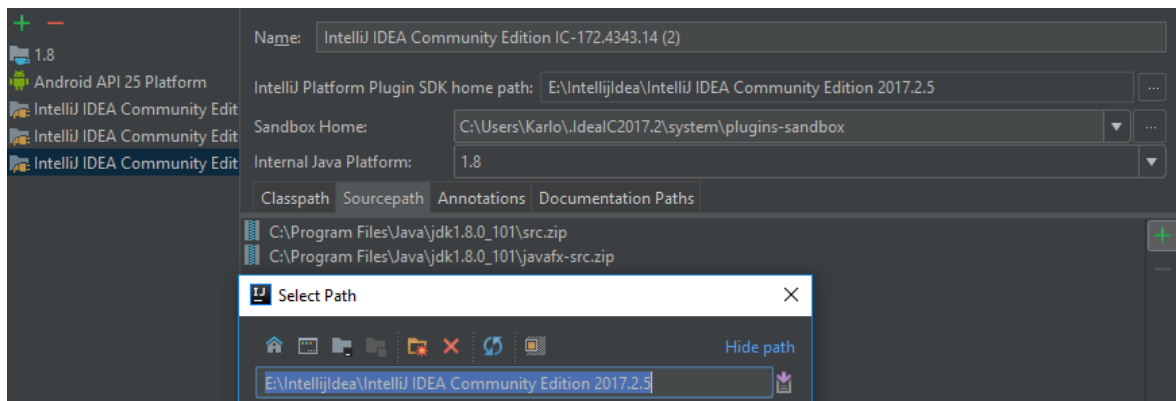 1.8
Android API 25 Platform
IntelliJ IDEA Community Edit
IntelliJ IDEA Community Edit
IntelliJ IDEA Community Edit
Name: IntelliJ IDEA Community Edition IC-172.4343.14 (2)
IntelliJ Platform Plugin SDK home path: E:\IntellijIdea\IntelliJ IDEA Community Edition 2017.2.5 ...
Sandbox Home: C:\Users\Karlo\.IdeaIC2017.2\system\plugins-sandbox ...
Internal Java Platform: 1.8
Classpath Sourcepath Annotations Documentation Paths
C:\Program Files\Java\jdk1.8.0_101\src.zip
C:\Program Files\Java\jdk1.8.0_101\javafx-src.zip
IJ Select Path
Hide path
E:\IntellijIdea\IntelliJ IDEA Community Edition 2017.2.5